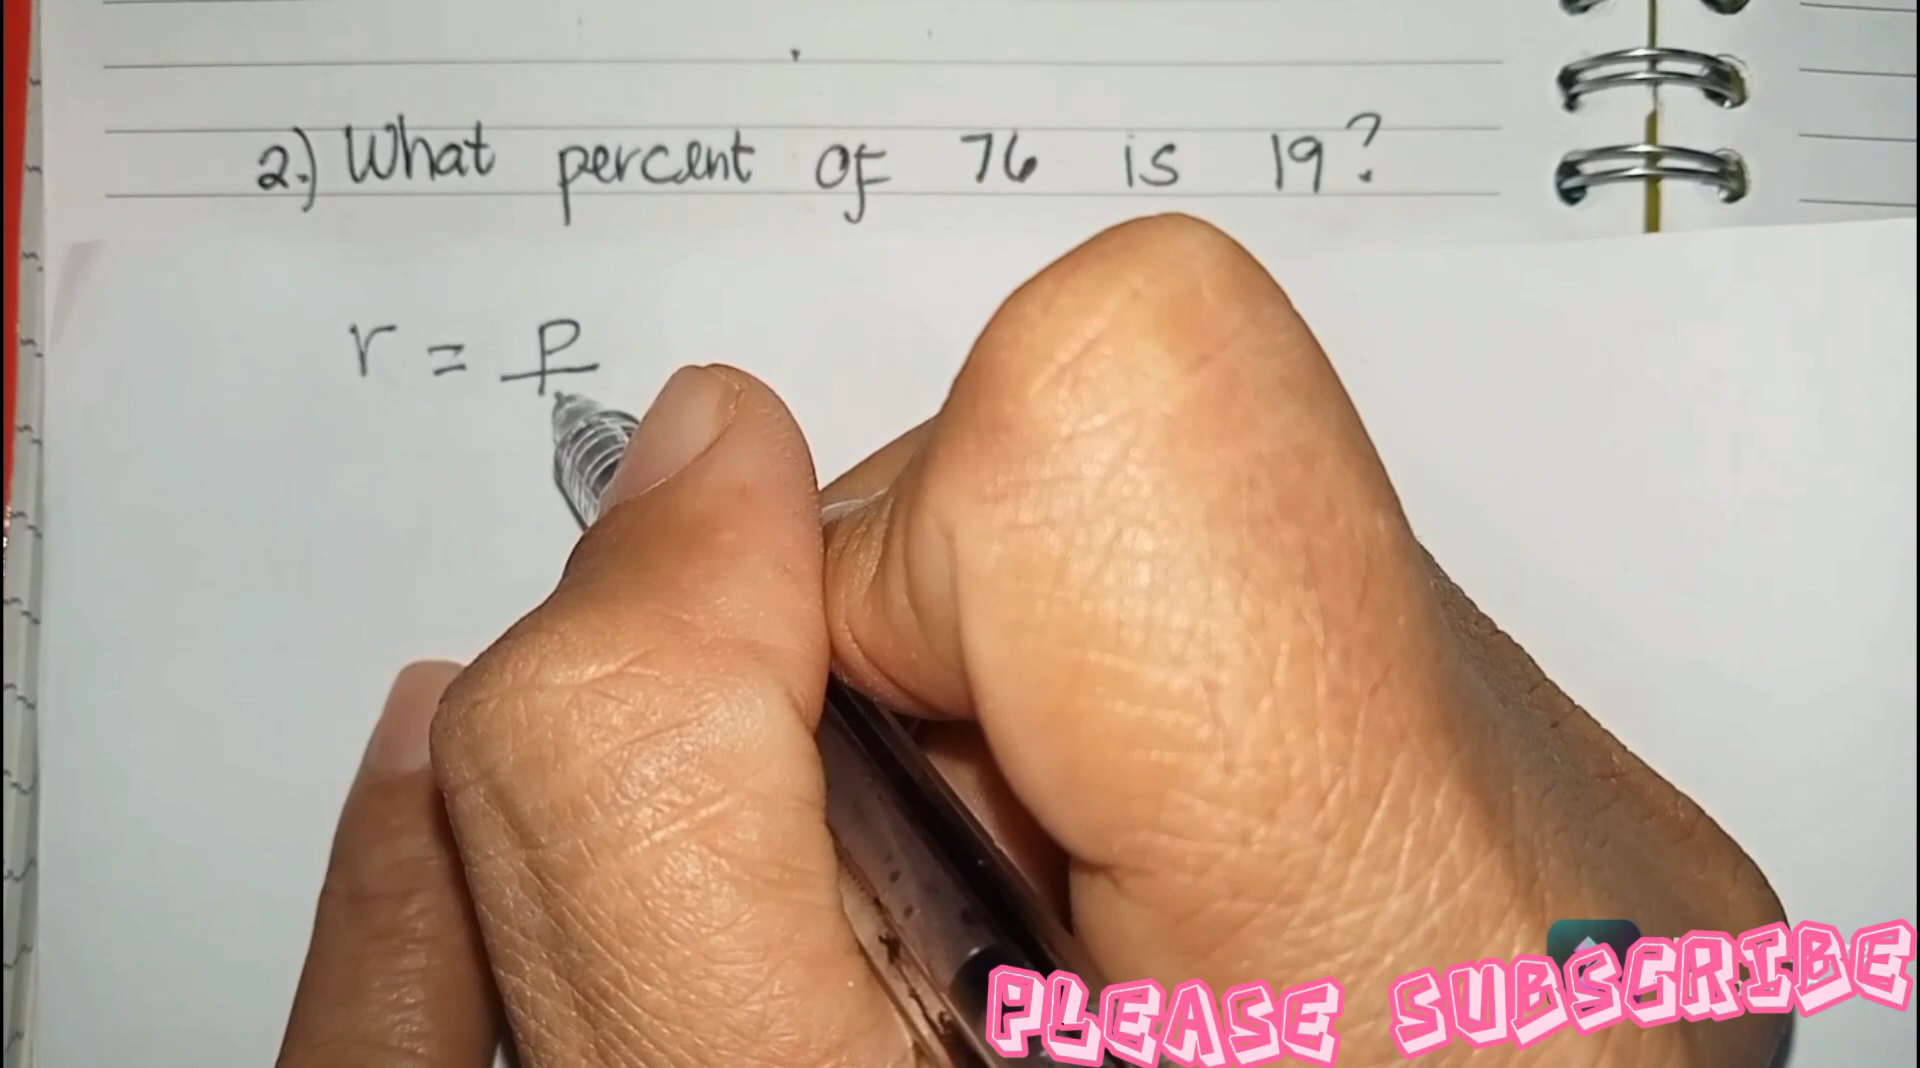 2.) What percent of 76 is 19?
r = P
PLEASE SUBSCRIBE